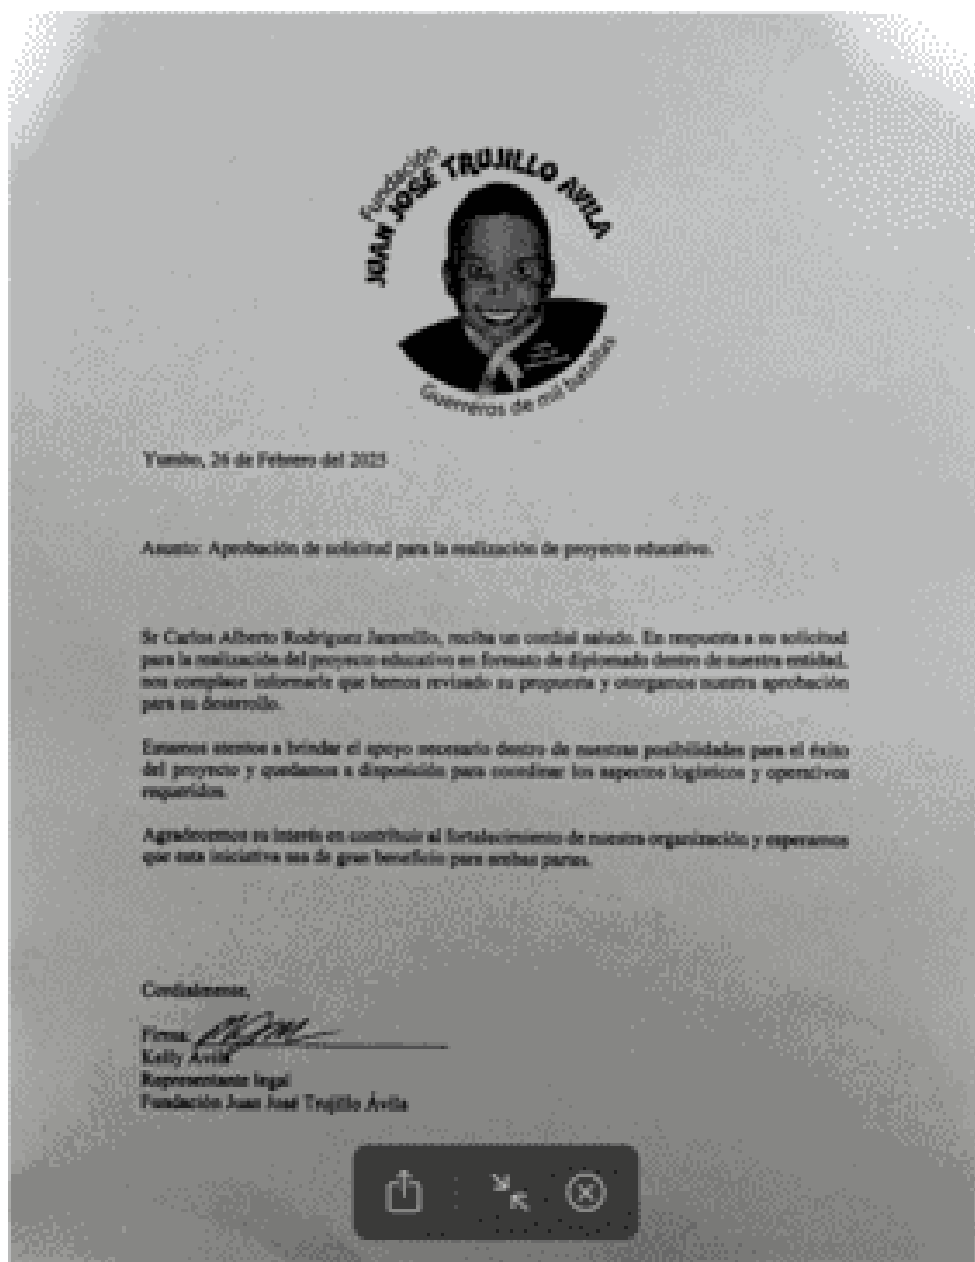 Fundación
JUAN JOSE TRUJILLO AVILA
Guerreros de mil batallas
Yumbo, 26 de Febrero del 2025
Asunto: Aprobación de solicitud para la realización de proyecto educativo.
Sr Carlos Alberto Rodríguez Jaramillo, reciba un cordial saludo. En respuesta a su solicitud
para la realización del proyecto educativo en formato de diplomado dentro de nuestra entidad,
nos complace informarle que hemos revisado su propuesta y otorgamos nuestra aprobación
para su desarrollo.
Estamos atentos a brindar el apoyo necesario dentro de nuestras posibilidades para el éxito
del proyecto y quedamos a disposición para coordinar los aspectos logísticos y operativos
requeridos.
Agradecemos su interés en contribuir al fortalecimiento de nuestra organización y esperamos
que esta iniciativa sea de gran beneficio para ambas partes.
Cordialmente,
Firma:
Kelly Avila
Representante legal
Fundación Juan José Trujillo Ávila